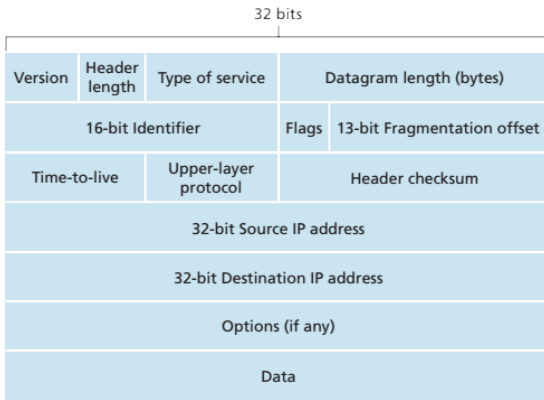 32 bits
Version Header length Type of service Datagram length (bytes)
16-bit Identifier Flags 13-bit Fragmentation offset
Time-to-live Upper-layer protocol Header checksum
32-bit Source IP address
32-bit Destination IP address
Options (if any)
Data